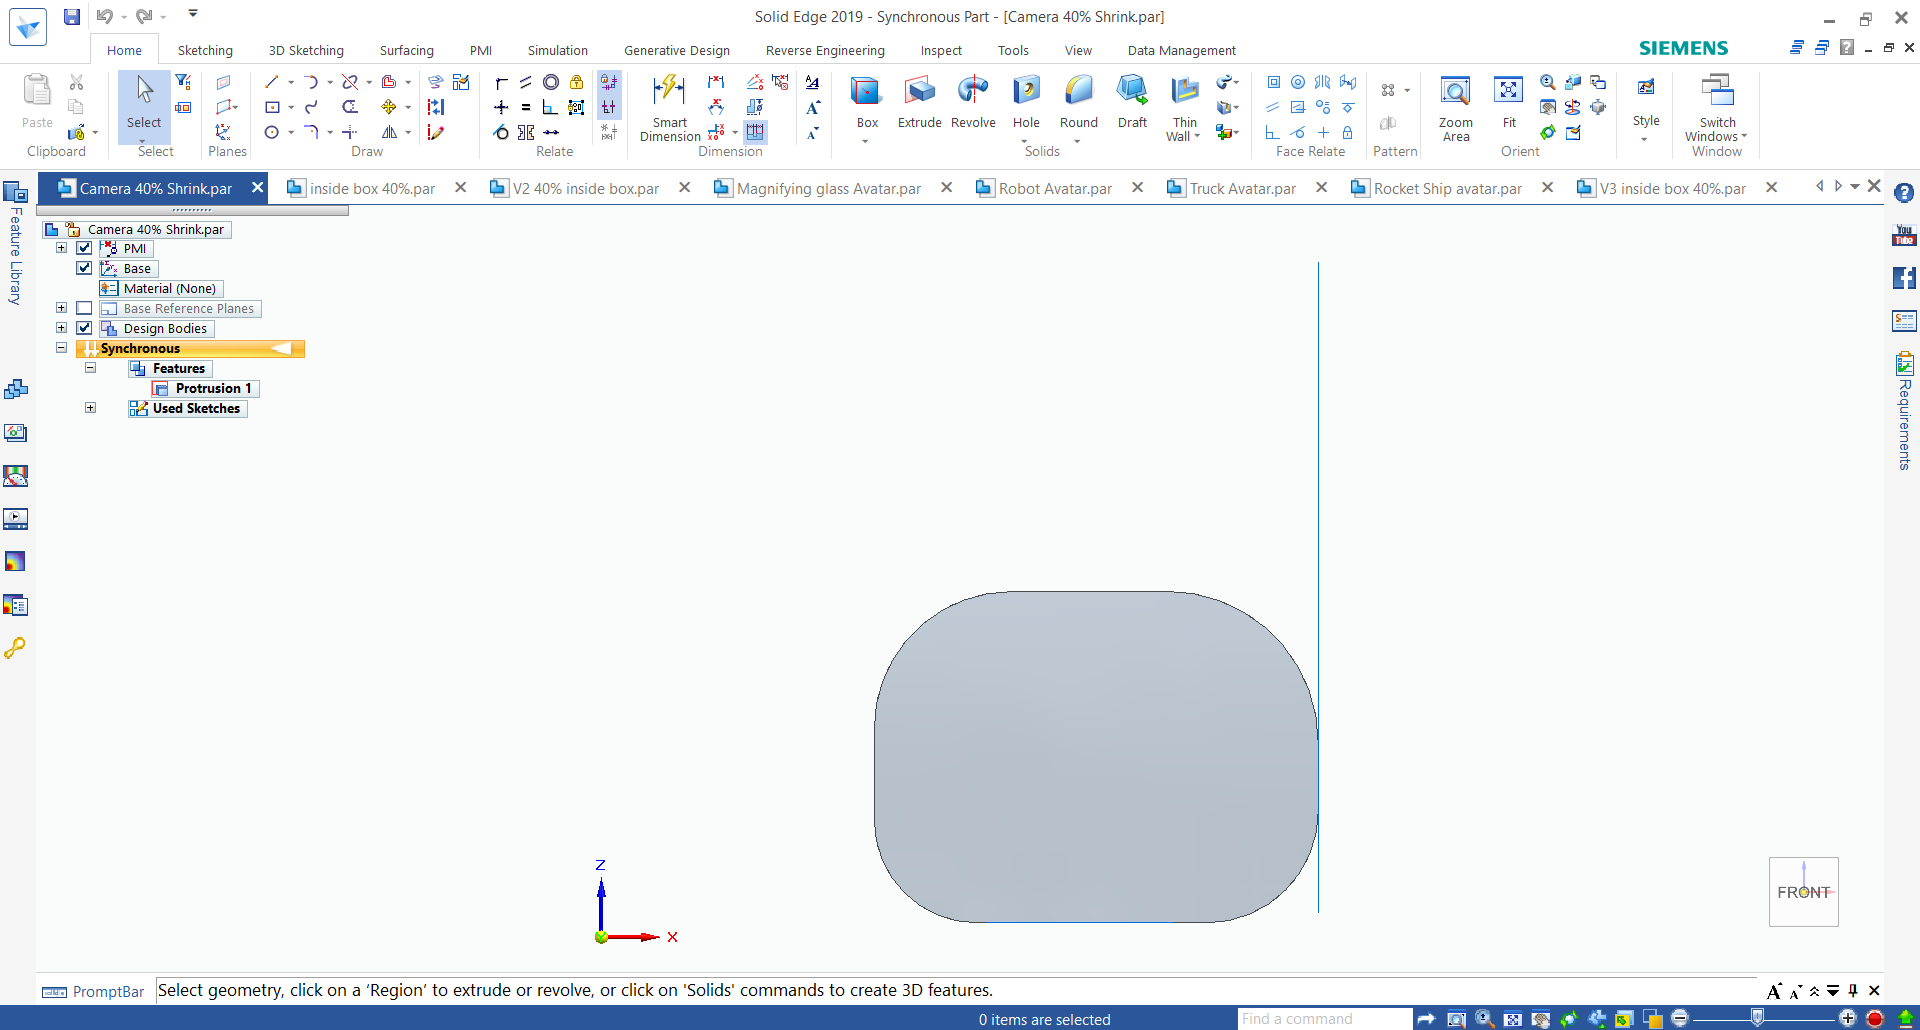 Solid Edge 2019 - Synchronous Part - [Camera 40% Shrink.par]
Home Sketching 3D Sketching Surfacing PMI Simulation Generative Design Reverse Engineering Inspect Tools View Data Management
SIEMENS
Paste
Clipboard
Select
Select
Planes
Draw
Relate
Smart
Dimension
Dimension
Box
Extrude
Revolve
Hole
Round
Draft
Thin
Wall
Solids
Face Relate
Pattern
Zoom
Area
Fit
Orient
Style
Switch
Windows
Window
Camera 40% Shrink.par
inside box 40%.par
V2 40% inside box.par
Magnifying glass Avatar.par
Robot Avatar.par
Truck Avatar.par
Rocket Ship avatar.par
V3 inside box 40%.par
Feature Library
Camera 40% Shrink.par
PMI
Base
Material (None)
Base Reference Planes
Design Bodies
Synchronous
Features
Protrusion 1
Used Sketches
You
Tube
Requirements
Z
X
FRONT
PromptBar
Select geometry, click on a ‘Region’ to extrude or revolve, or click on 'Solids' commands to create 3D features.
0 items are selected
Find a command